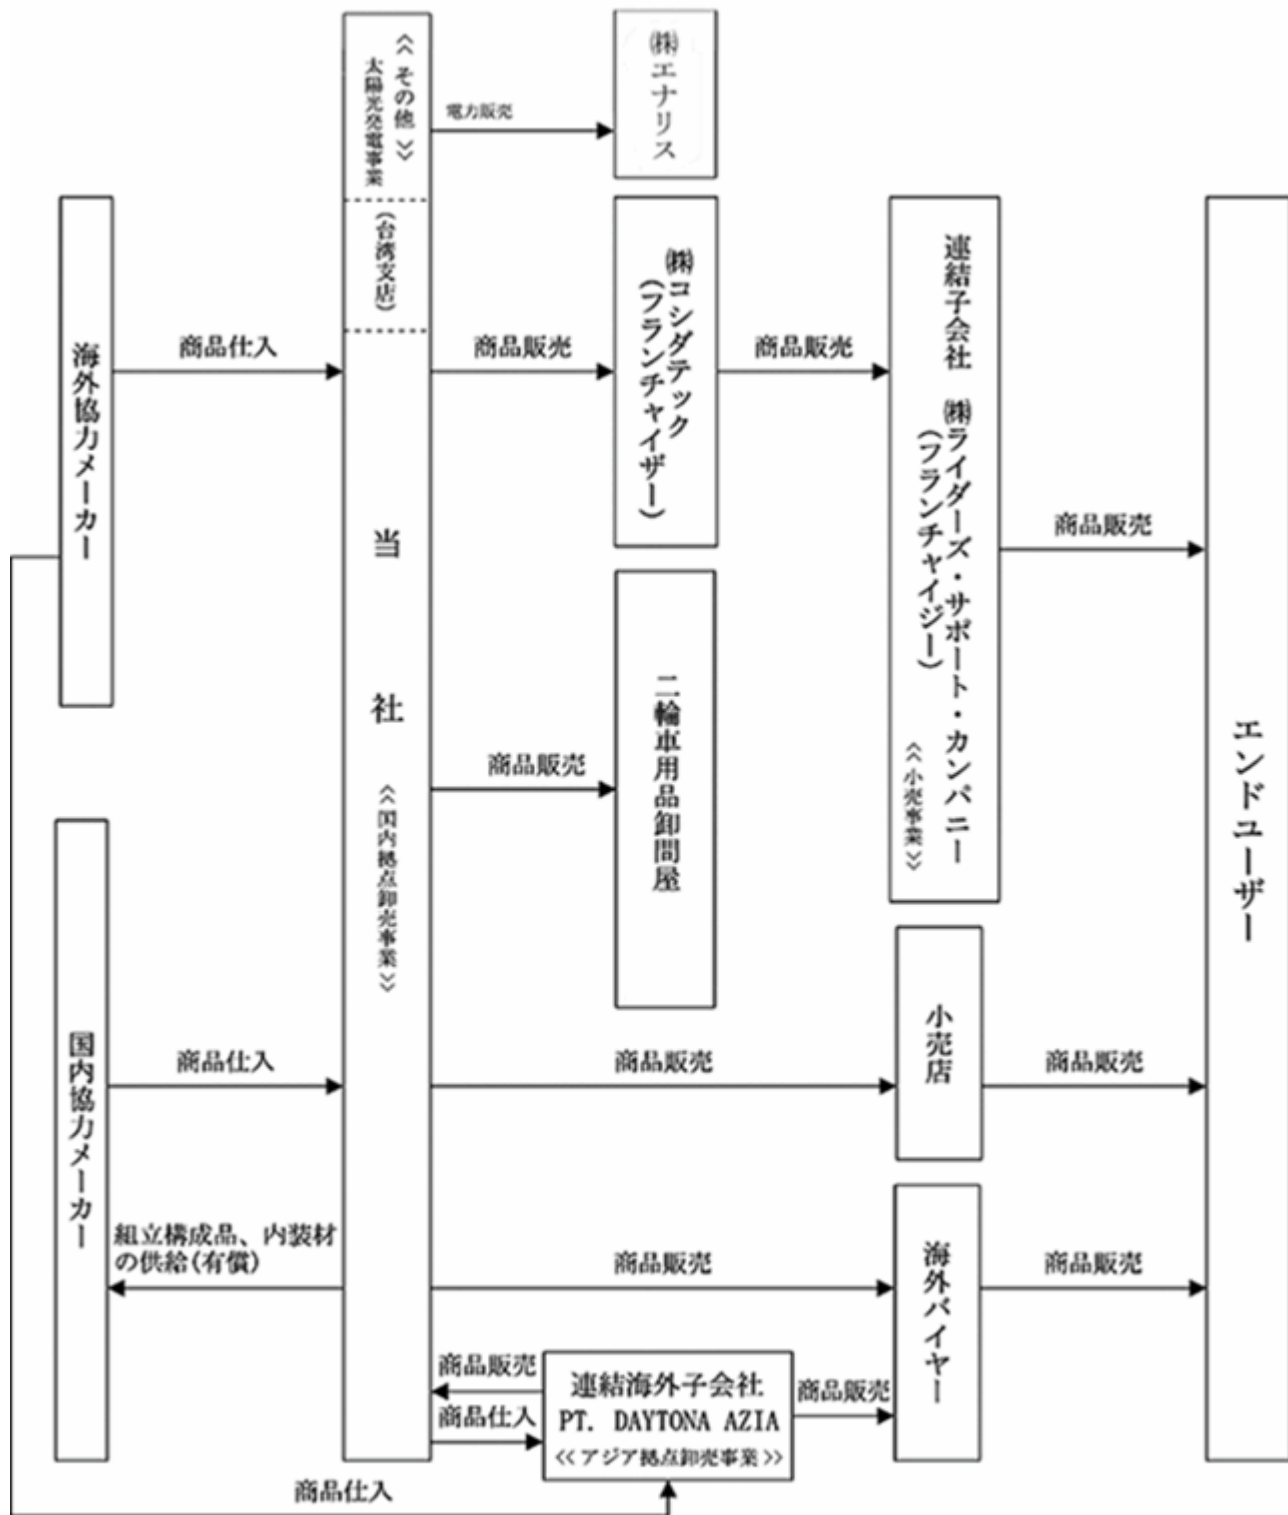 海外協力メーカー
国内協力メーカー
商品仕入
商品仕入
組立構成品、内装材
の供給(有償)
商品仕入
≪その他≫
太陽光発電事業
(台湾支店)
当社
≪国内拠点卸売事業≫
電力販売
商品販売
商品販売
商品販売
商品販売
商品販売
商品仕入
㈱エナリス
㈱コシダテック
(フランチャイザー)
二輪車用品卸問屋
連結海外子会社
PT. DAYTONA AZIA
≪アジア拠点卸売事業≫
商品販売
商品販売
連結子会社 ㈱ライダーズ・サポート・カンパニー
(フランチャイジー)
≪小売事業≫
小売店
海外バイヤー
商品販売
商品販売
商品販売
エンドユーザー